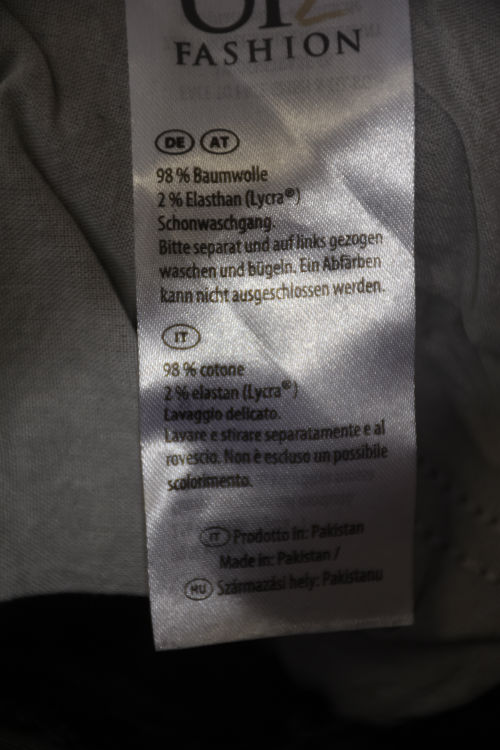 FASHION
DE AT
98 % Baumwolle
2 % Elasthan (Lycra®)
Schonwaschgang.
Bitte separat und auf links gezogen
waschen und bügeln. Ein Abfärben
kann nicht ausgeschlossen werden.
IT
98 % cotone
2 % elastan (Lycra®)
Lavaggio delicato.
Lavare e stirare separatamente e al
rovescio. Non è escluso un possibile
scolorimento.
IT Prodotto in: Pakistan
Made in: Pakistan /
HU Származási hely: Pakistanu